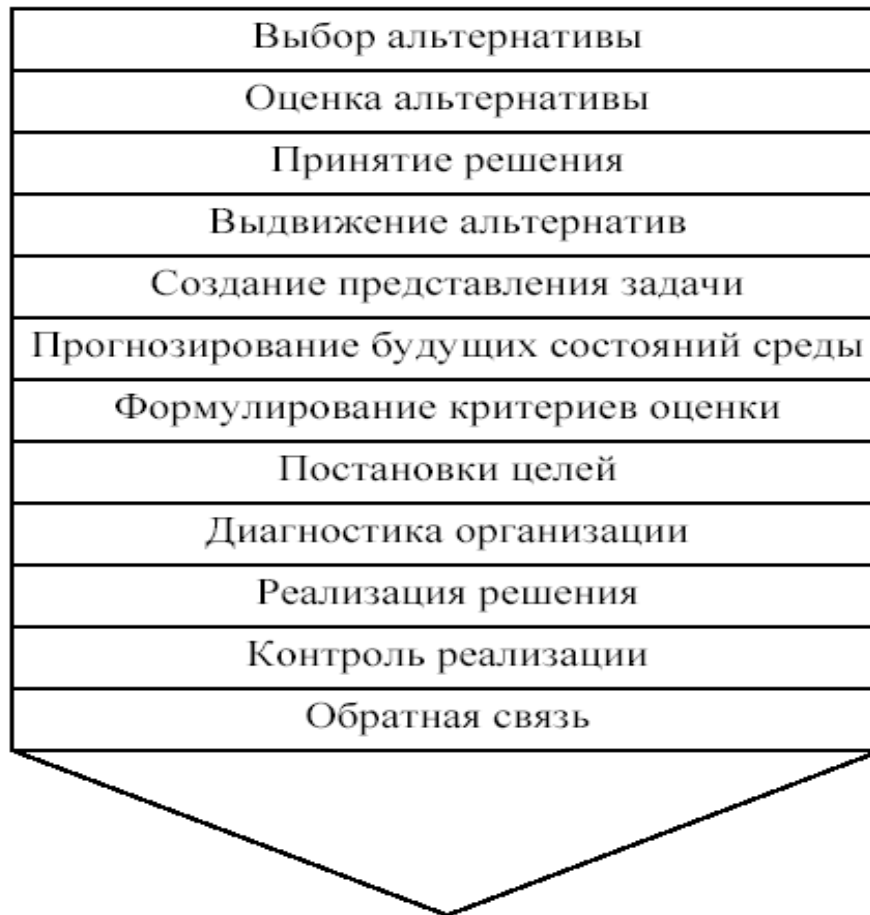 Выбор альтернативы
Оценка альтернативы
Принятие решения
Выдвижение альтернатив
Создание представления задачи
Прогнозирование будущих состояний среды
Формулирование критериев оценки
Постановки целей
Диагностика организации
Реализация решения
Контроль реализации
Обратная связь